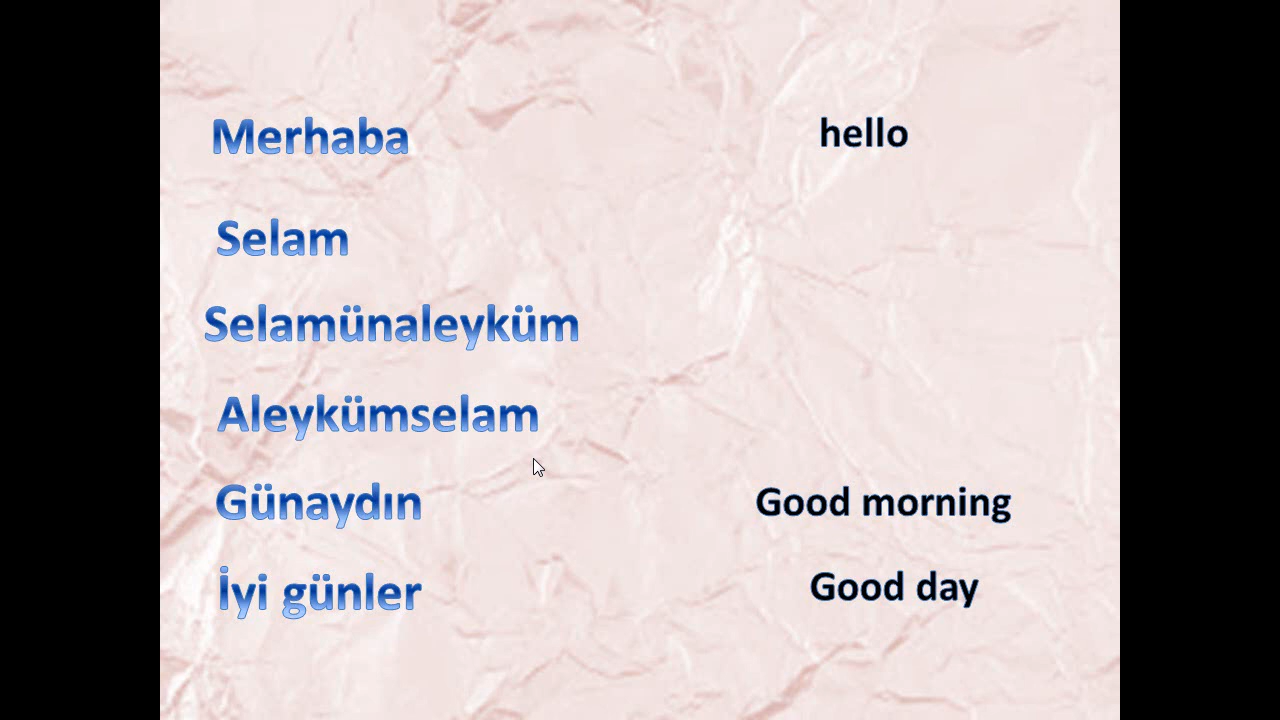 Merhaba hello
Selam
Selamünaleyküm
Aleykümselam
Günaydın Good morning
İyi günler Good day